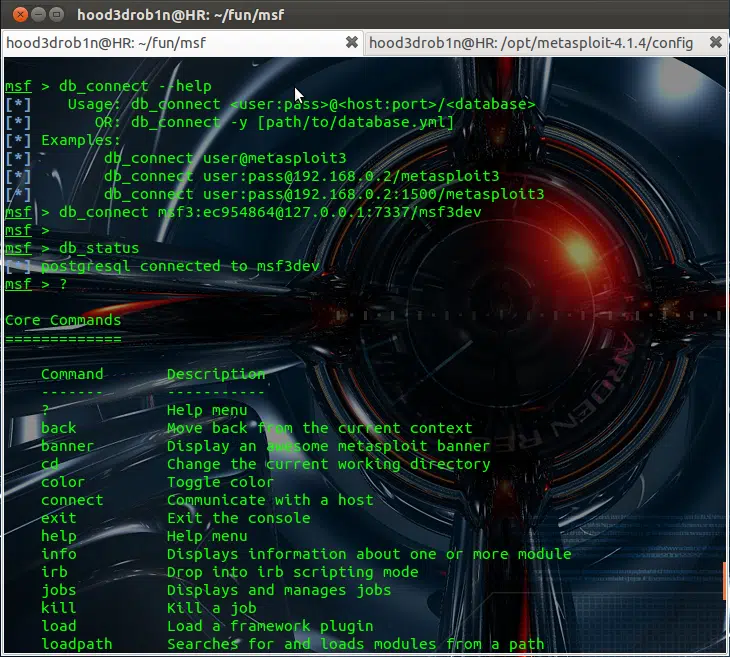 hood3drob1n@HR: ~/fun/msf
hood3drob1n@HR: ~/fun/msf hood3drob1n@HR: /opt/metasploit-4.1.4/config
msf > db_connect --help
[*]    Usage: db_connect <user:pass>@<host:port>/<database>
[*]       OR: db_connect -y [path/to/database.yml]
[*] Examples:
[*]        db_connect user@metasploit3
[*]        db_connect user:pass@192.168.0.2/metasploit3
[*]        db_connect user:pass@192.168.0.2:1500/metasploit3
msf > db_connect msf3:ec954864@127.0.0.1:7337/msf3dev
msf >
msf > db_status
[*] postgresql connected to msf3dev
msf > ?
Core Commands
=============
    Command       Description
    -------       -----------
    ?             Help menu
    back          Move back from the current context
    banner        Display an awesome metasploit banner
    cd            Change the current working directory
    color         Toggle color
    connect       Communicate with a host
    exit          Exit the console
    help          Help menu
    info          Displays information about one or more module
    irb           Drop into irb scripting mode
    jobs          Displays and manages jobs
    kill          Kill a job
    load          Load a framework plugin
    loadpath      Searches for and loads modules from a path